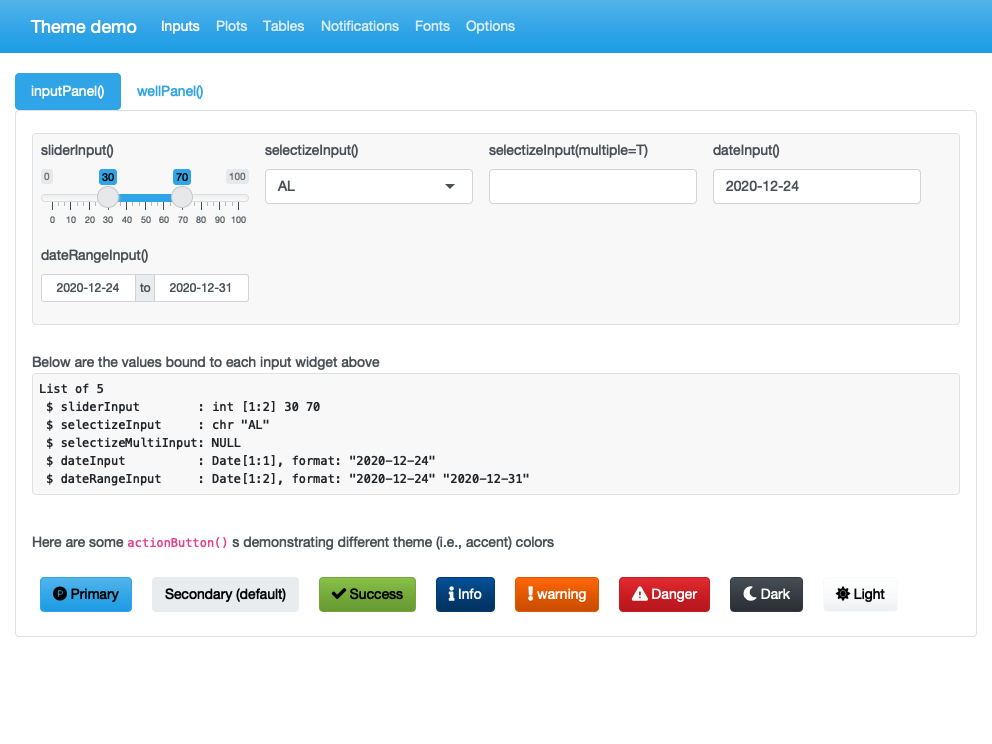 Theme demo Inputs Plots Tables Notifications Fonts Options
inputPanel() wellPanel()
sliderInput() selectizeInput() selectizeInput(multiple=T) dateInput()
0 30 70 100
AL 2020-12-24
0 10 20 30 40 50 60 70 80 90 100
dateRangeInput()
2020-12-24 to 2020-12-31
Below are the values bound to each input widget above
List of 5
 $ sliderInput        : int [1:2] 30 70
 $ selectizeInput     : chr "AL"
 $ selectizeMultiInput: NULL
 $ dateInput          : Date[1:1], format: "2020-12-24"
 $ dateRangeInput     : Date[1:2], format: "2020-12-24" "2020-12-31"
Here are some actionButton() s demonstrating different theme (i.e., accent) colors
Primary Secondary (default) Success Info warning Danger Dark Light